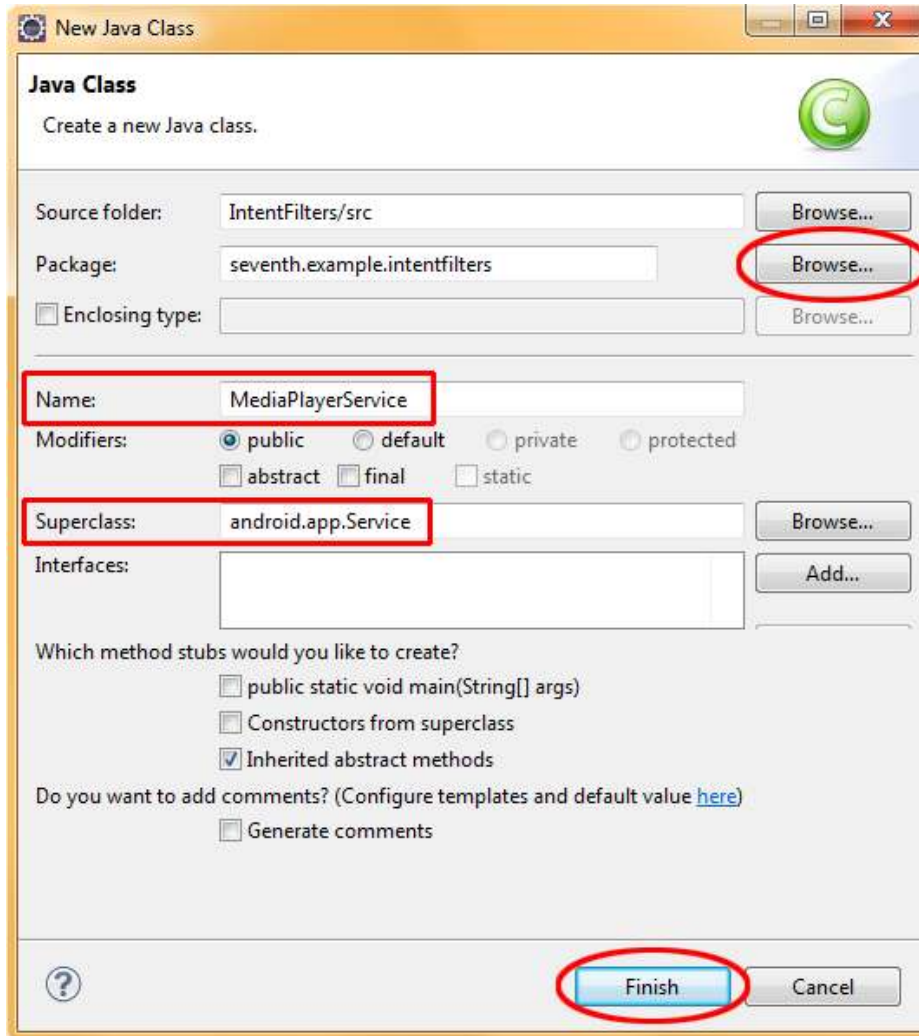 New Java Class
Java Class
Create a new Java class.
Source folder: IntentFilters/src Browse...
Package: seventh.example.intentfilters Browse...
Enclosing type: Browse...
Name: MediaPlayerService
Modifiers: public default private protected
abstract final static
Superclass: android.app.Service Browse...
Interfaces: Add...
Which method stubs would you like to create?
public static void main(String[] args)
Constructors from superclass
Inherited abstract methods
Do you want to add comments? (Configure templates and default value here)
Generate comments
Finish Cancel